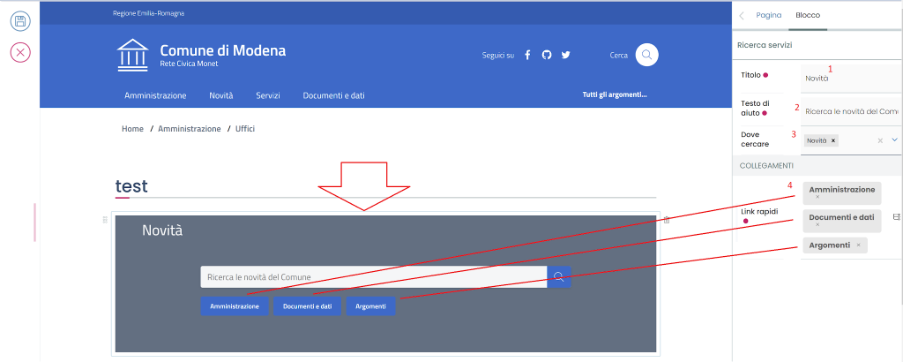 Regione Emilia-Romagna
Comune di Modena
Rete Civica Monet
Seguici su
Cerca
Amministrazione Novità Servizi Documenti e dati Tutti gli argomenti...
Home / Amministrazione / Uffici
test
Novità
Ricerca le novità del Comune
Amministrazione Documenti e dati Argomenti
Pagina Blocco
Ricerca servizi
Titolo 1 Novità
Testo di aiuto 2 Ricerca le novità del Com
Dove cercare 3 Novità ×
COLLEGAMENTI
Link rapidi 4
Amministrazione ×
Documenti e dati ×
Argomenti ×